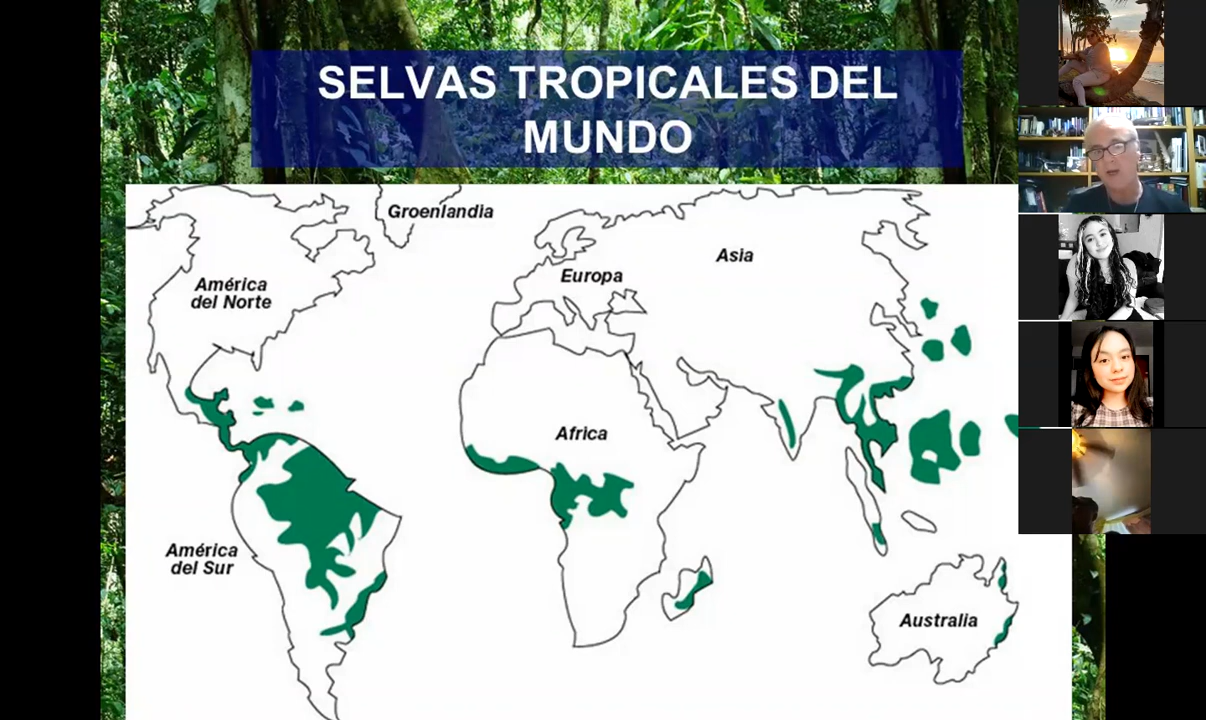 SELVAS TROPICALES DEL
MUNDO
Groenlandia
Asia
Europa
América
del Norte
Africa
América
del Sur
Australia